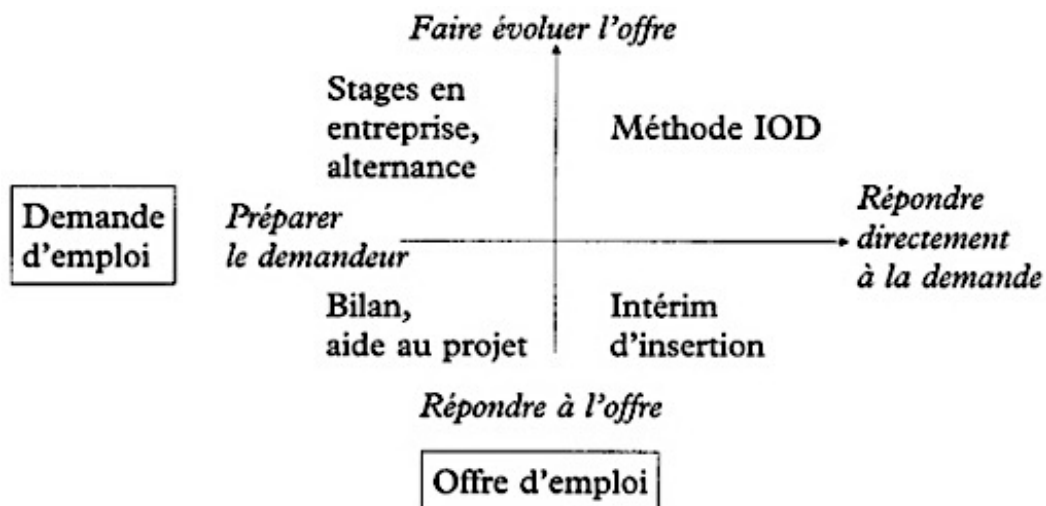 Faire évoluer l'offre
Stages en
entreprise,
alternance
Méthode IOD
Demande
d'emploi
Préparer
le demandeur
Répondre
directement
à la demande
Bilan,
aide au projet
Intérim
d'insertion
Répondre à l'offre
Offre d'emploi